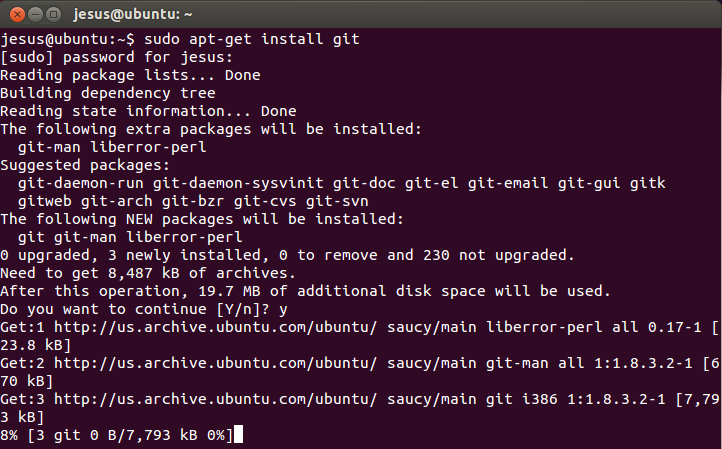 jesus@ubuntu: ~
jesus@ubuntu:~$ sudo apt-get install git
[sudo] password for jesus:
Reading package lists... Done
Building dependency tree
Reading state information... Done
The following extra packages will be installed:
  git-man liberror-perl
Suggested packages:
  git-daemon-run git-daemon-sysvinit git-doc git-el git-email git-gui gitk
  gitweb git-arch git-bzr git-cvs git-svn
The following NEW packages will be installed:
  git git-man liberror-perl
0 upgraded, 3 newly installed, 0 to remove and 230 not upgraded.
Need to get 8,487 kB of archives.
After this operation, 19.7 MB of additional disk space will be used.
Do you want to continue [Y/n]? y
Get:1 http://us.archive.ubuntu.com/ubuntu/ saucy/main liberror-perl all 0.17-1 [
23.8 kB]
Get:2 http://us.archive.ubuntu.com/ubuntu/ saucy/main git-man all 1:1.8.3.2-1 [6
70 kB]
Get:3 http://us.archive.ubuntu.com/ubuntu/ saucy/main git i386 1:1.8.3.2-1 [7,79
3 kB]
8% [3 git 0 B/7,793 kB 0%]